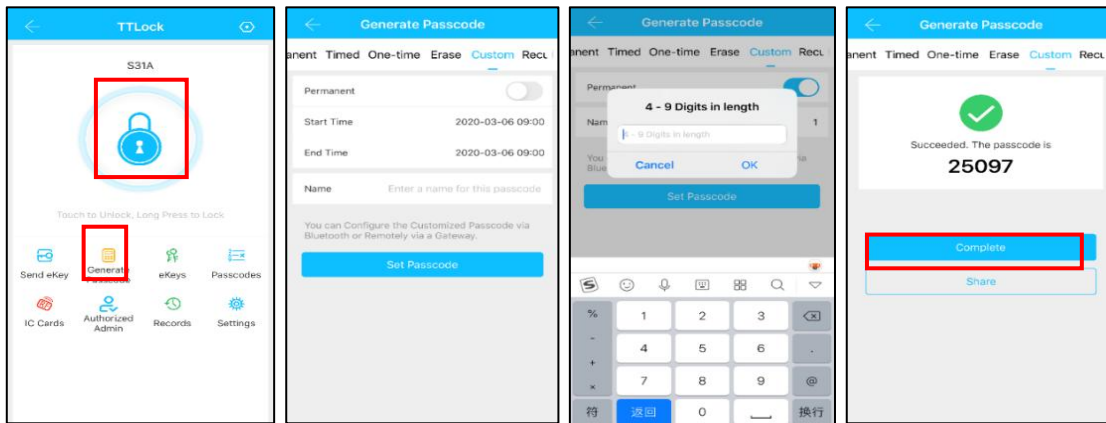 TTLock
S31A
Touch to Unlock, Long Press to Lock
Send eKey
Generate
Passcode
eKeys
Passcodes
IC Cards
Authorized
Admin
Records
Settings
Generate Passcode
anent Timed One-time Erase Custom Recu
Permanent
Start Time 2020-03-06 09:00
End Time 2020-03-06 09:00
Name Enter a name for this passcode
You can Configure the Customized Passcode via
Bluetooth or Remotely via a Gateway.
Set Passcode
Generate Passcode
anent Timed One-time Erase Custom Recu
Permanent
Nam 1
4 - 9 Digits in length
4 - 9 Digits in length
Cancel OK
You
Blue
via
Set Passcode
S
% 1 2 3
- 4 5 6 .
+
× 7 8 9 @
符 返回 0 换行
Generate Passcode
anent Timed One-time Erase Custom Recu
Succeeded. The passcode is
25097
Complete
Share